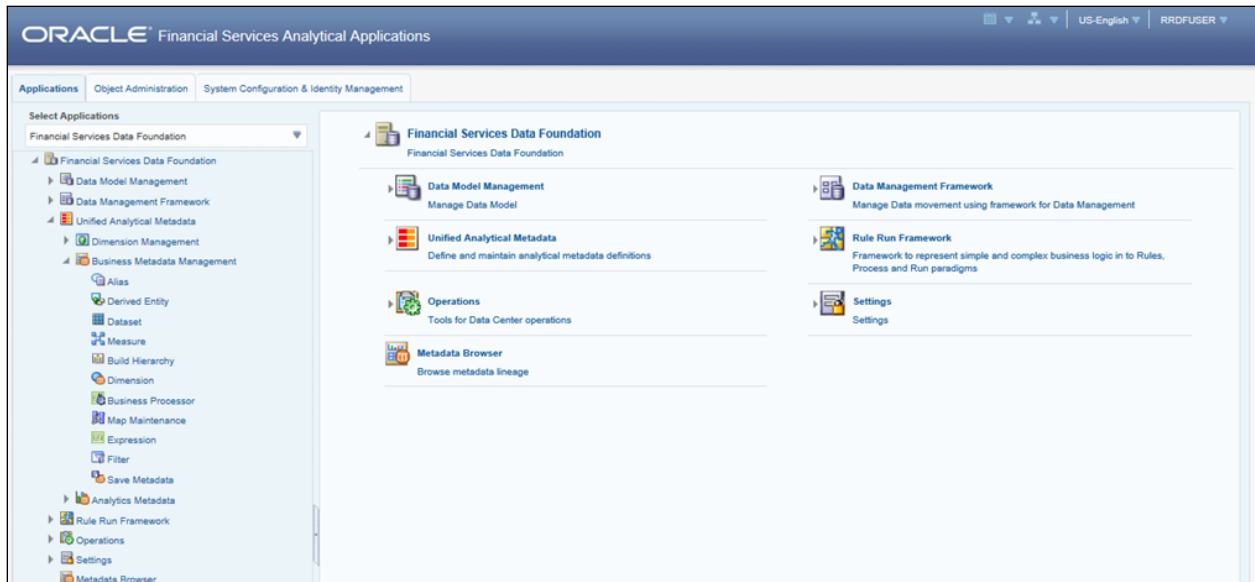 ORACLE® Financial Services Analytical Applications
US-English
RRDFUSER
Applications
Object Administration
System Configuration & Identity Management
Select Applications
Financial Services Data Foundation
Financial Services Data Foundation
Data Model Management
Data Management Framework
Unified Analytical Metadata
Dimension Management
Business Metadata Management
Alias
Derived Entity
Dataset
Measure
Build Hierarchy
Dimension
Business Processor
Map Maintenance
Expression
Filter
Save Metadata
Analytics Metadata
Rule Run Framework
Operations
Settings
Metadata Browser
Financial Services Data Foundation
Financial Services Data Foundation
Data Model Management
Manage Data Model
Data Management Framework
Manage Data movement using framework for Data Management
Unified Analytical Metadata
Define and maintain analytical metadata definitions
Rule Run Framework
Framework to represent simple and complex business logic in to Rules,
Process and Run paradigms
Operations
Tools for Data Center operations
Settings
Settings
Metadata Browser
Browse metadata lineage